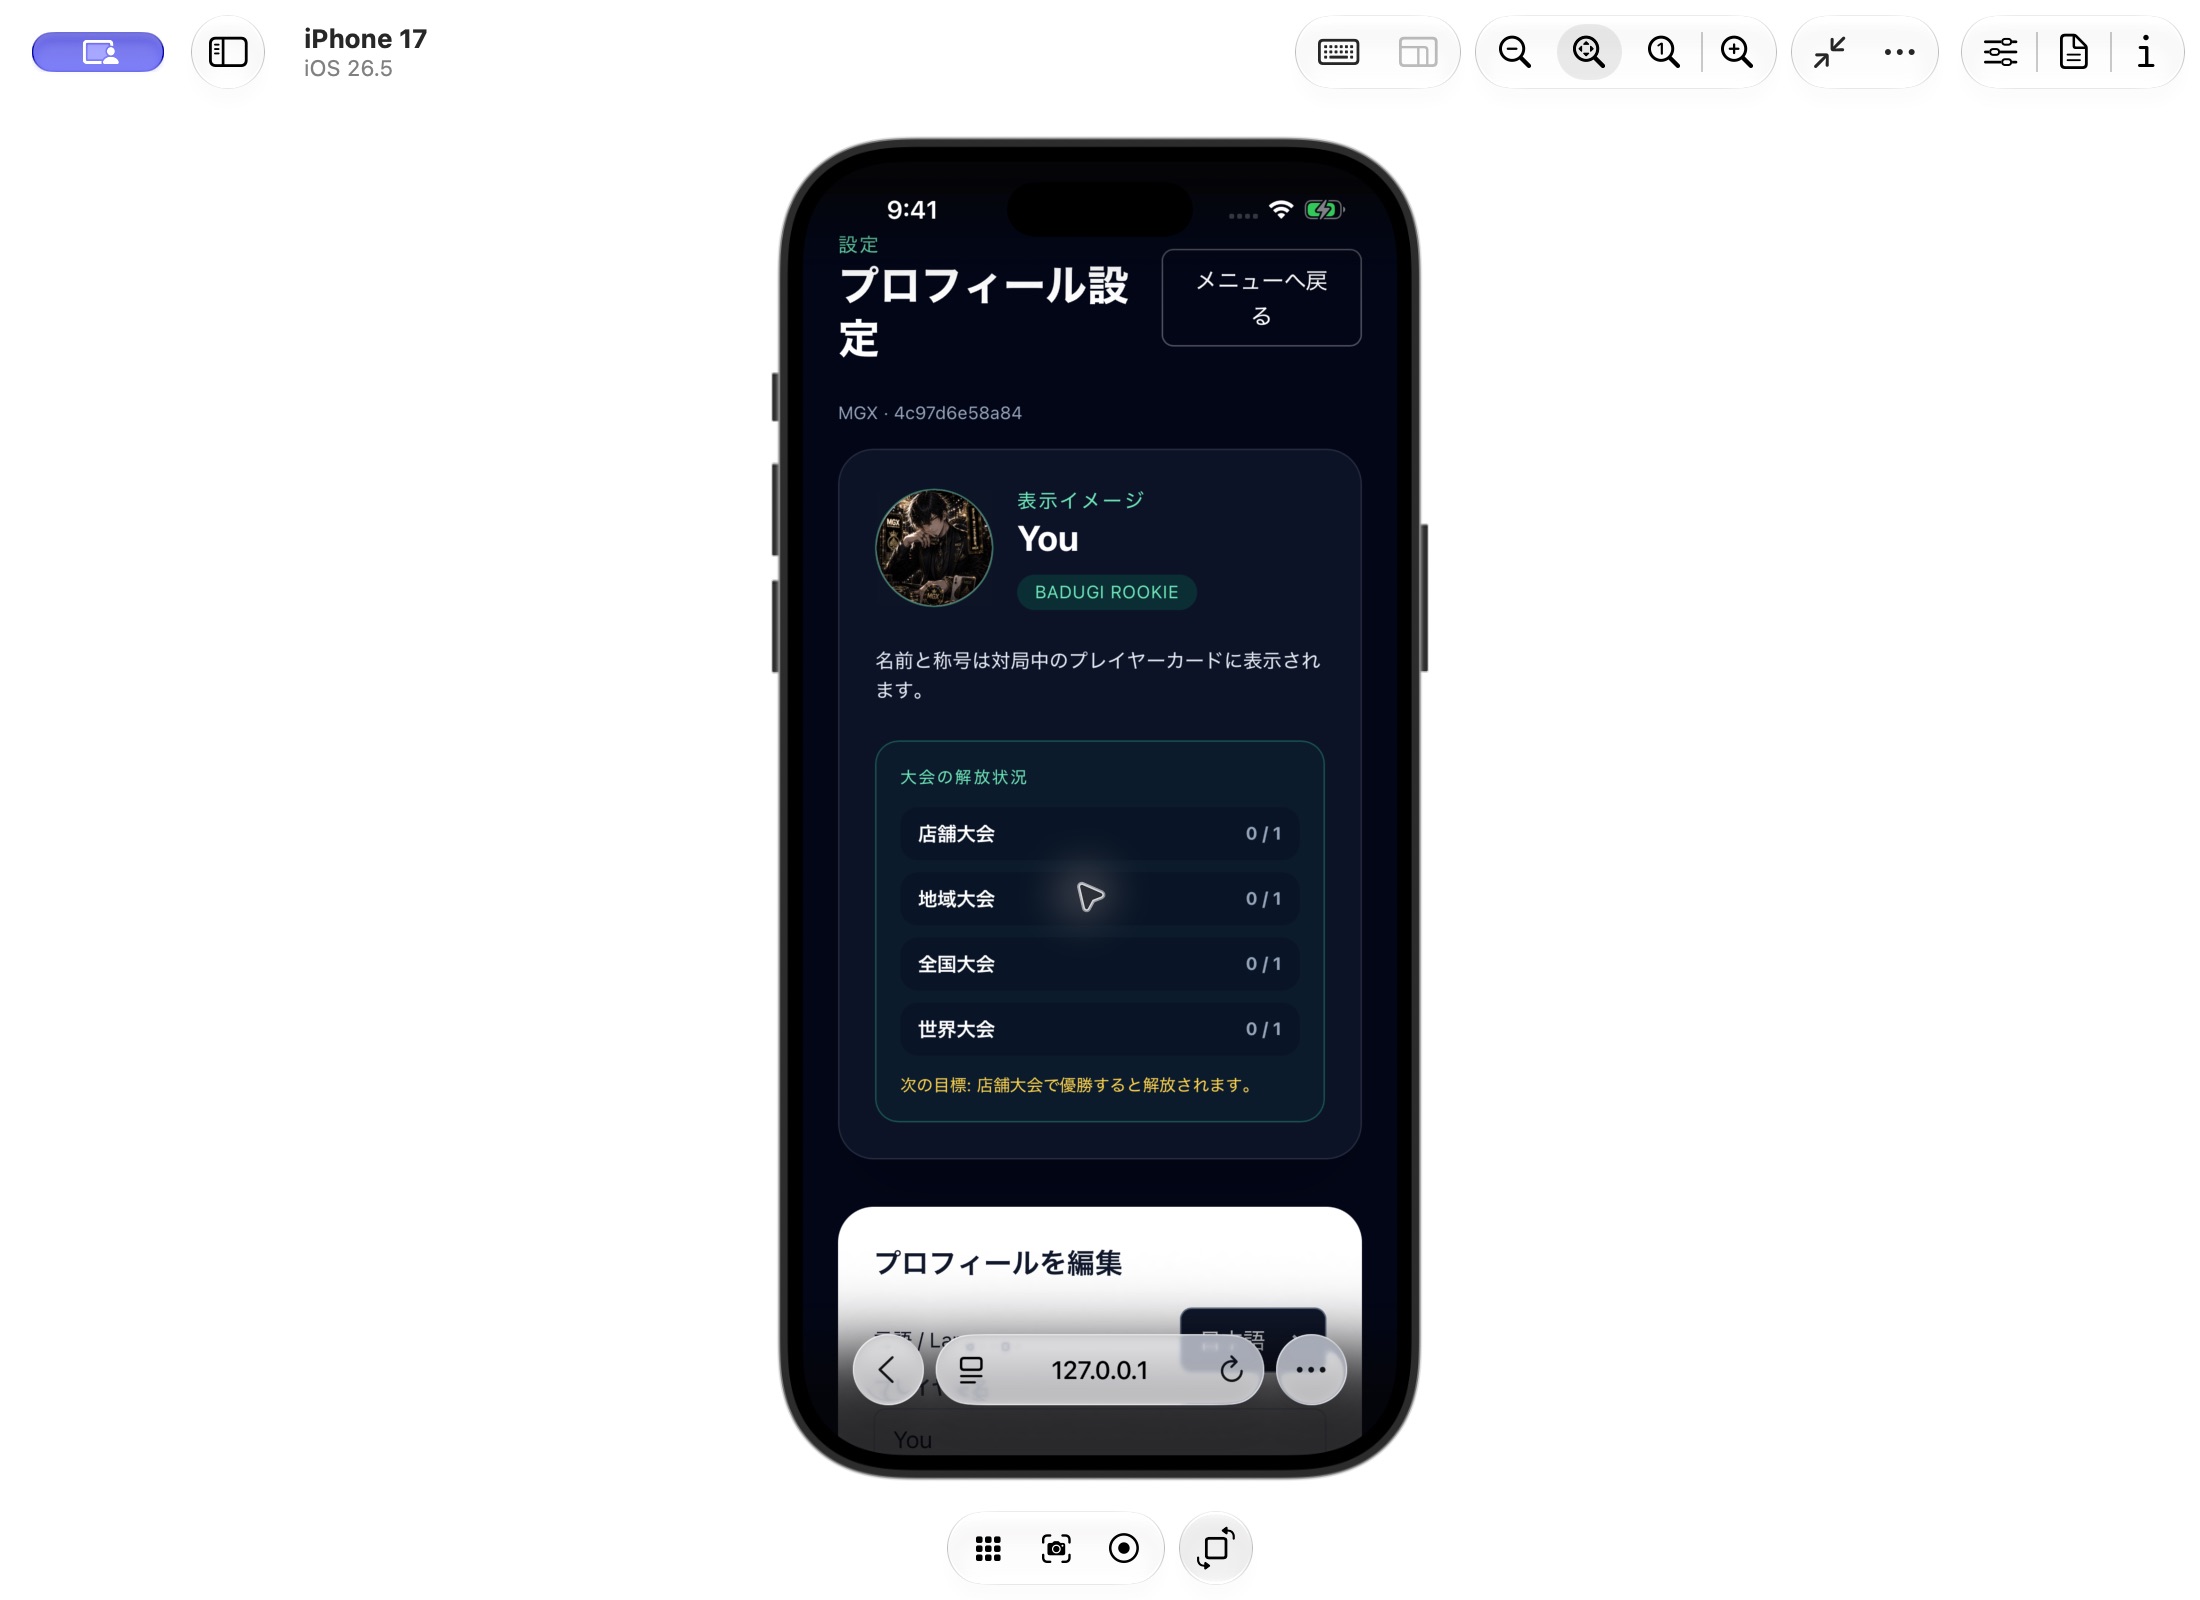 iPhone 17
iOS 26.5
9:41
設定
プロフィール設
定
メニューへ戻
る
MGX · 4c97d6e58a84
MGX
表示イメージ
You
BADUGI ROOKIE
名前と称号は対局中のプレイヤーカードに表示され
ます。
大会の解放状況
店舗大会 0 / 1
地域大会 0 / 1
全国大会 0 / 1
世界大会 0 / 1
次の目標: 店舗大会で優勝すると解放されます。
プロフィールを編集
日本語
127.0.0.1
You